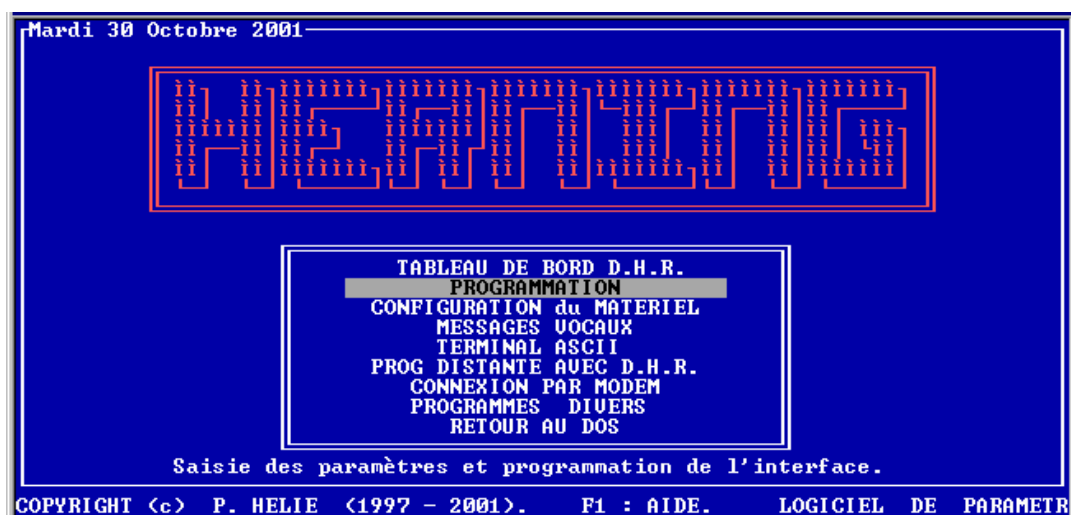 Mardi 30 Octobre 2001
HERMING
TABLEAU DE BORD D.H.R.
PROGRAMMATION
CONFIGURATION du MATERIEL
MESSAGES VOCAUX
TERMINAL ASCII
PROG DISTANTE AVEC D.H.R.
CONNEXION PAR MODEM
PROGRAMMES DIVERS
RETOUR AU DOS
Saisie des paramètres et programmation de l'interface.
COPYRIGHT (c) P. HELIE (1997 - 2001). F1 : AIDE. LOGICIEL DE PARAMETR